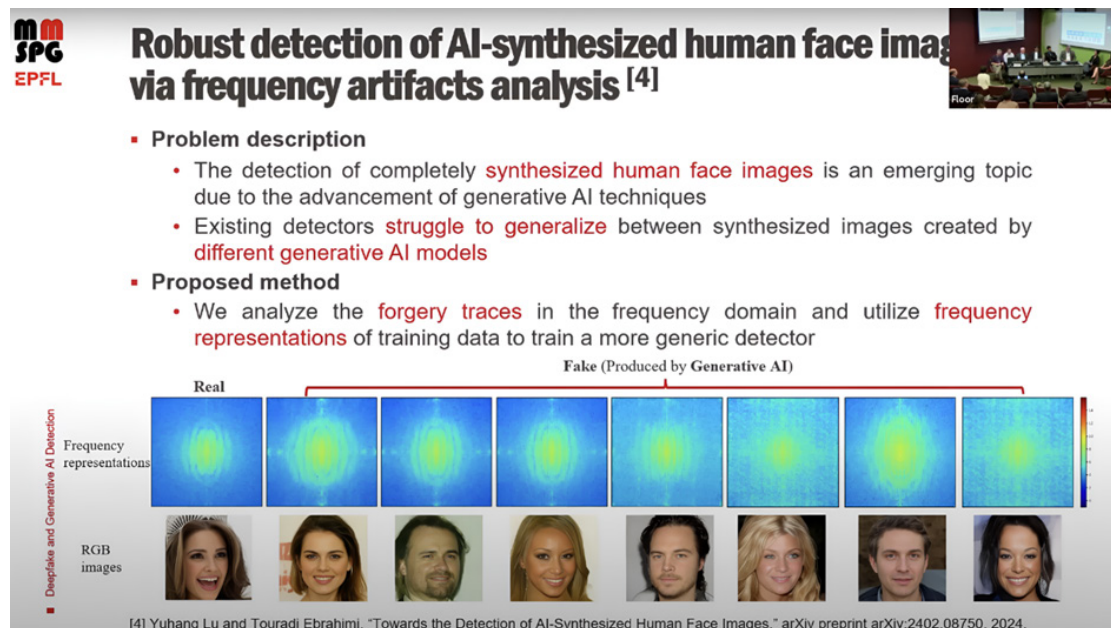 MM
SPG
EPFL
Robust detection of AI-synthesized human face imag
via frequency artifacts analysis [4]
Floor
▪ Problem description
• The detection of completely synthesized human face images is an emerging topic
due to the advancement of generative AI techniques
• Existing detectors struggle to generalize between synthesized images created by
different generative AI models
▪ Proposed method
• We analyze the forgery traces in the frequency domain and utilize frequency
representations of training data to train a more generic detector
Fake (Produced by Generative AI)
Real
Frequency
representations
RGB
images
Deepfake and Generative AI Detection
[4] Yuhang Lu and Touradj Ebrahimi. "Towards the Detection of AI-Synthesized Human Face Images." arXiv preprint arXiv:2402.08750, 2024.